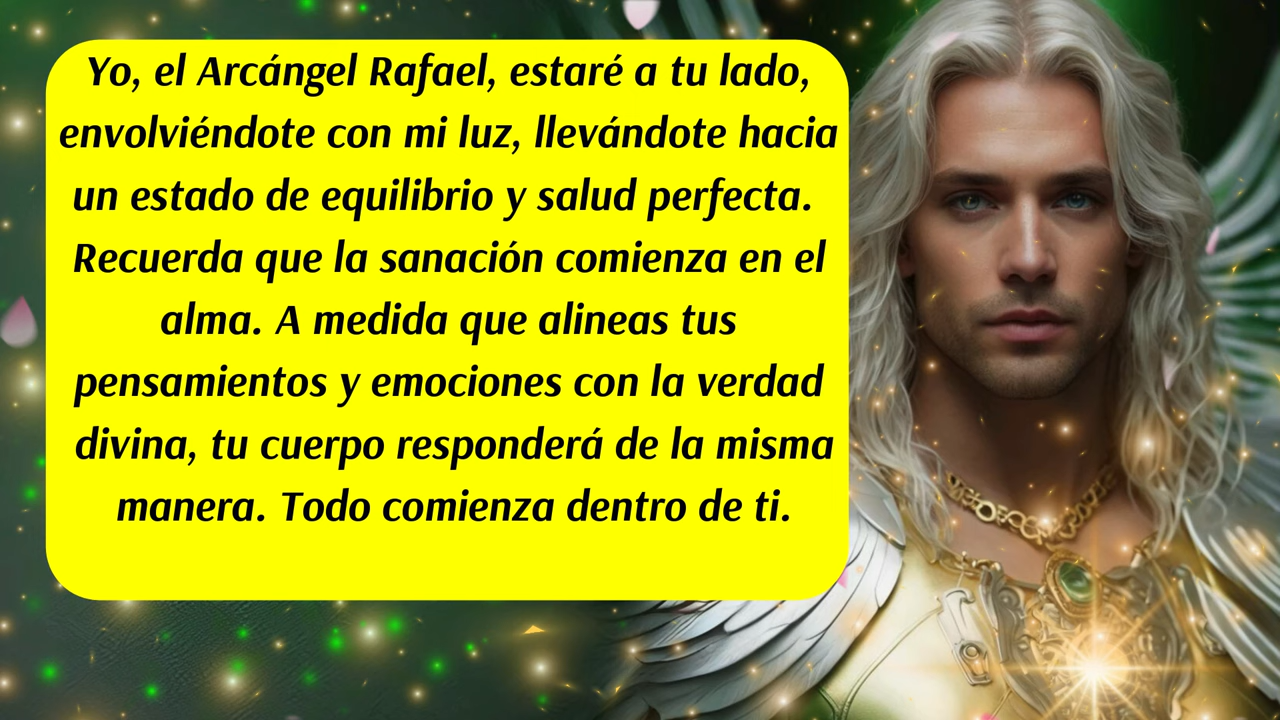 Yo, el Arcángel Rafael, estaré a tu lado,
envolviéndote con mi luz, llevándote hacia
un estado de equilibrio y salud perfecta.
Recuerda que la sanación comienza en el
alma. A medida que alineas tus
pensamientos y emociones con la verdad
divina, tu cuerpo responderá de la misma
manera. Todo comienza dentro de ti.